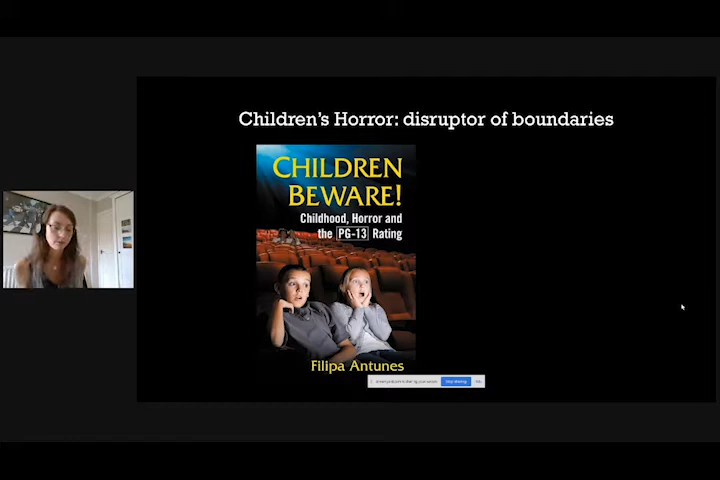 Children's Horror: disruptor of boundaries
CHILDREN
BEWARE!
Childhood, Horror and
the PG-13 Rating
Filipa Antunes
Stop sharing